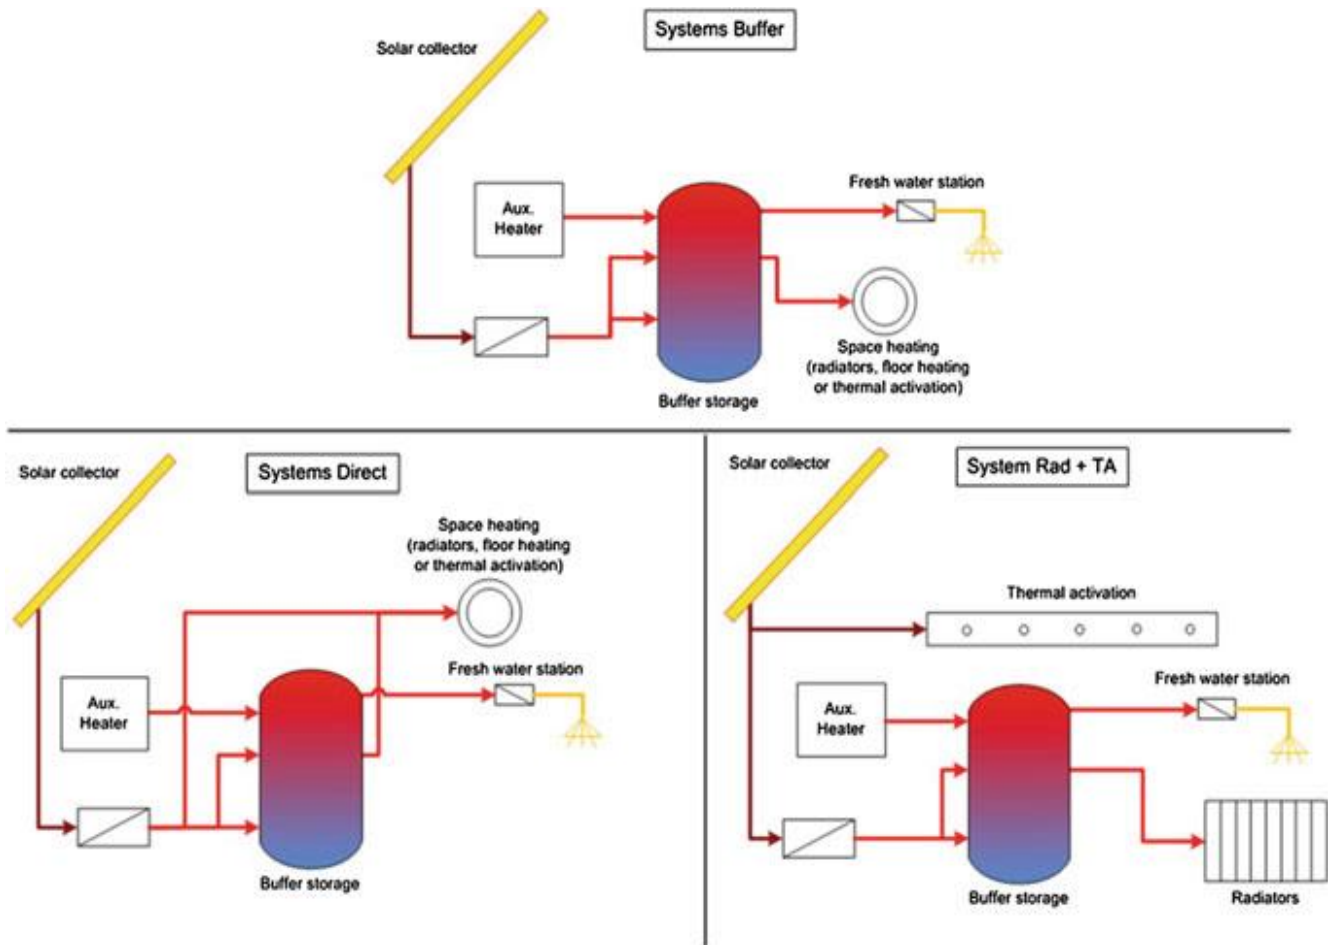 Systems Buffer
Solar collector
Fresh water station
Aux.
Heater
Space heating
(radiators, floor heating
or thermal activation)
Buffer storage
Solar collector
Systems Direct
Space heating
(radiators, floor heating
or thermal activation)
Fresh water station
Aux.
Heater
Buffer storage
Solar collector
System Rad + TA
Thermal activation
Fresh water station
Aux.
Heater
Buffer storage
Radiators